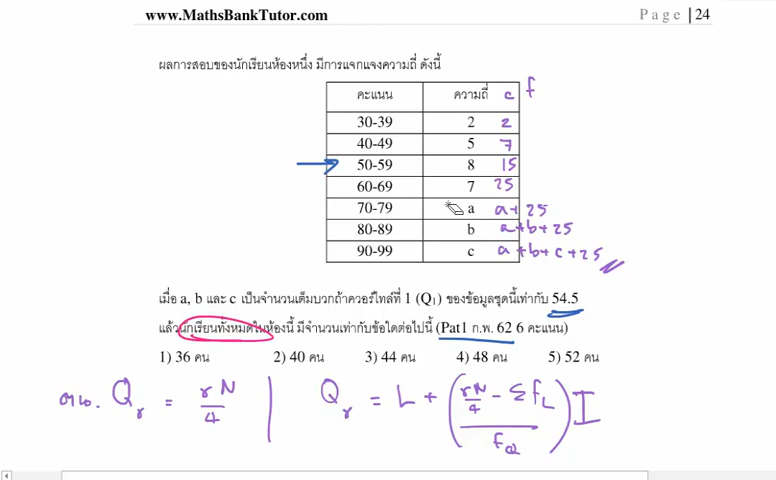 www.MathsBankTutor.com Page |24
ผลการสอบของนักเรียนห้องหนึ่ง มีการแจกแจงความถี่ ดังนี้
คะแนน ความถี่ cf
30-39 2 2
40-49 5 7
50-59 8 15
60-69 7 25
70-79 a a+25
80-89 b a+b+25
90-99 c a+b+c+25
เมื่อ a, b และ c เป็นจำนวนเต็มบวกถ้าควอร์ไทล์ที่ 1 (Q₁) ของข้อมูลชุดนี้เท่ากับ 54.5
แล้วนักเรียนทั้งหมดในห้องนี้ มีจำนวนเท่ากับข้อใดต่อไปนี้ (Pat1 ก.พ. 62 6 คะแนน)
1) 36 คน 2) 40 คน 3) 44 คน 4) 48 คน 5) 52 คน
ตน. Qᵣ = rN/4 | Qᵣ = L + ((rN/4 - Σf_L)/f_Q) I